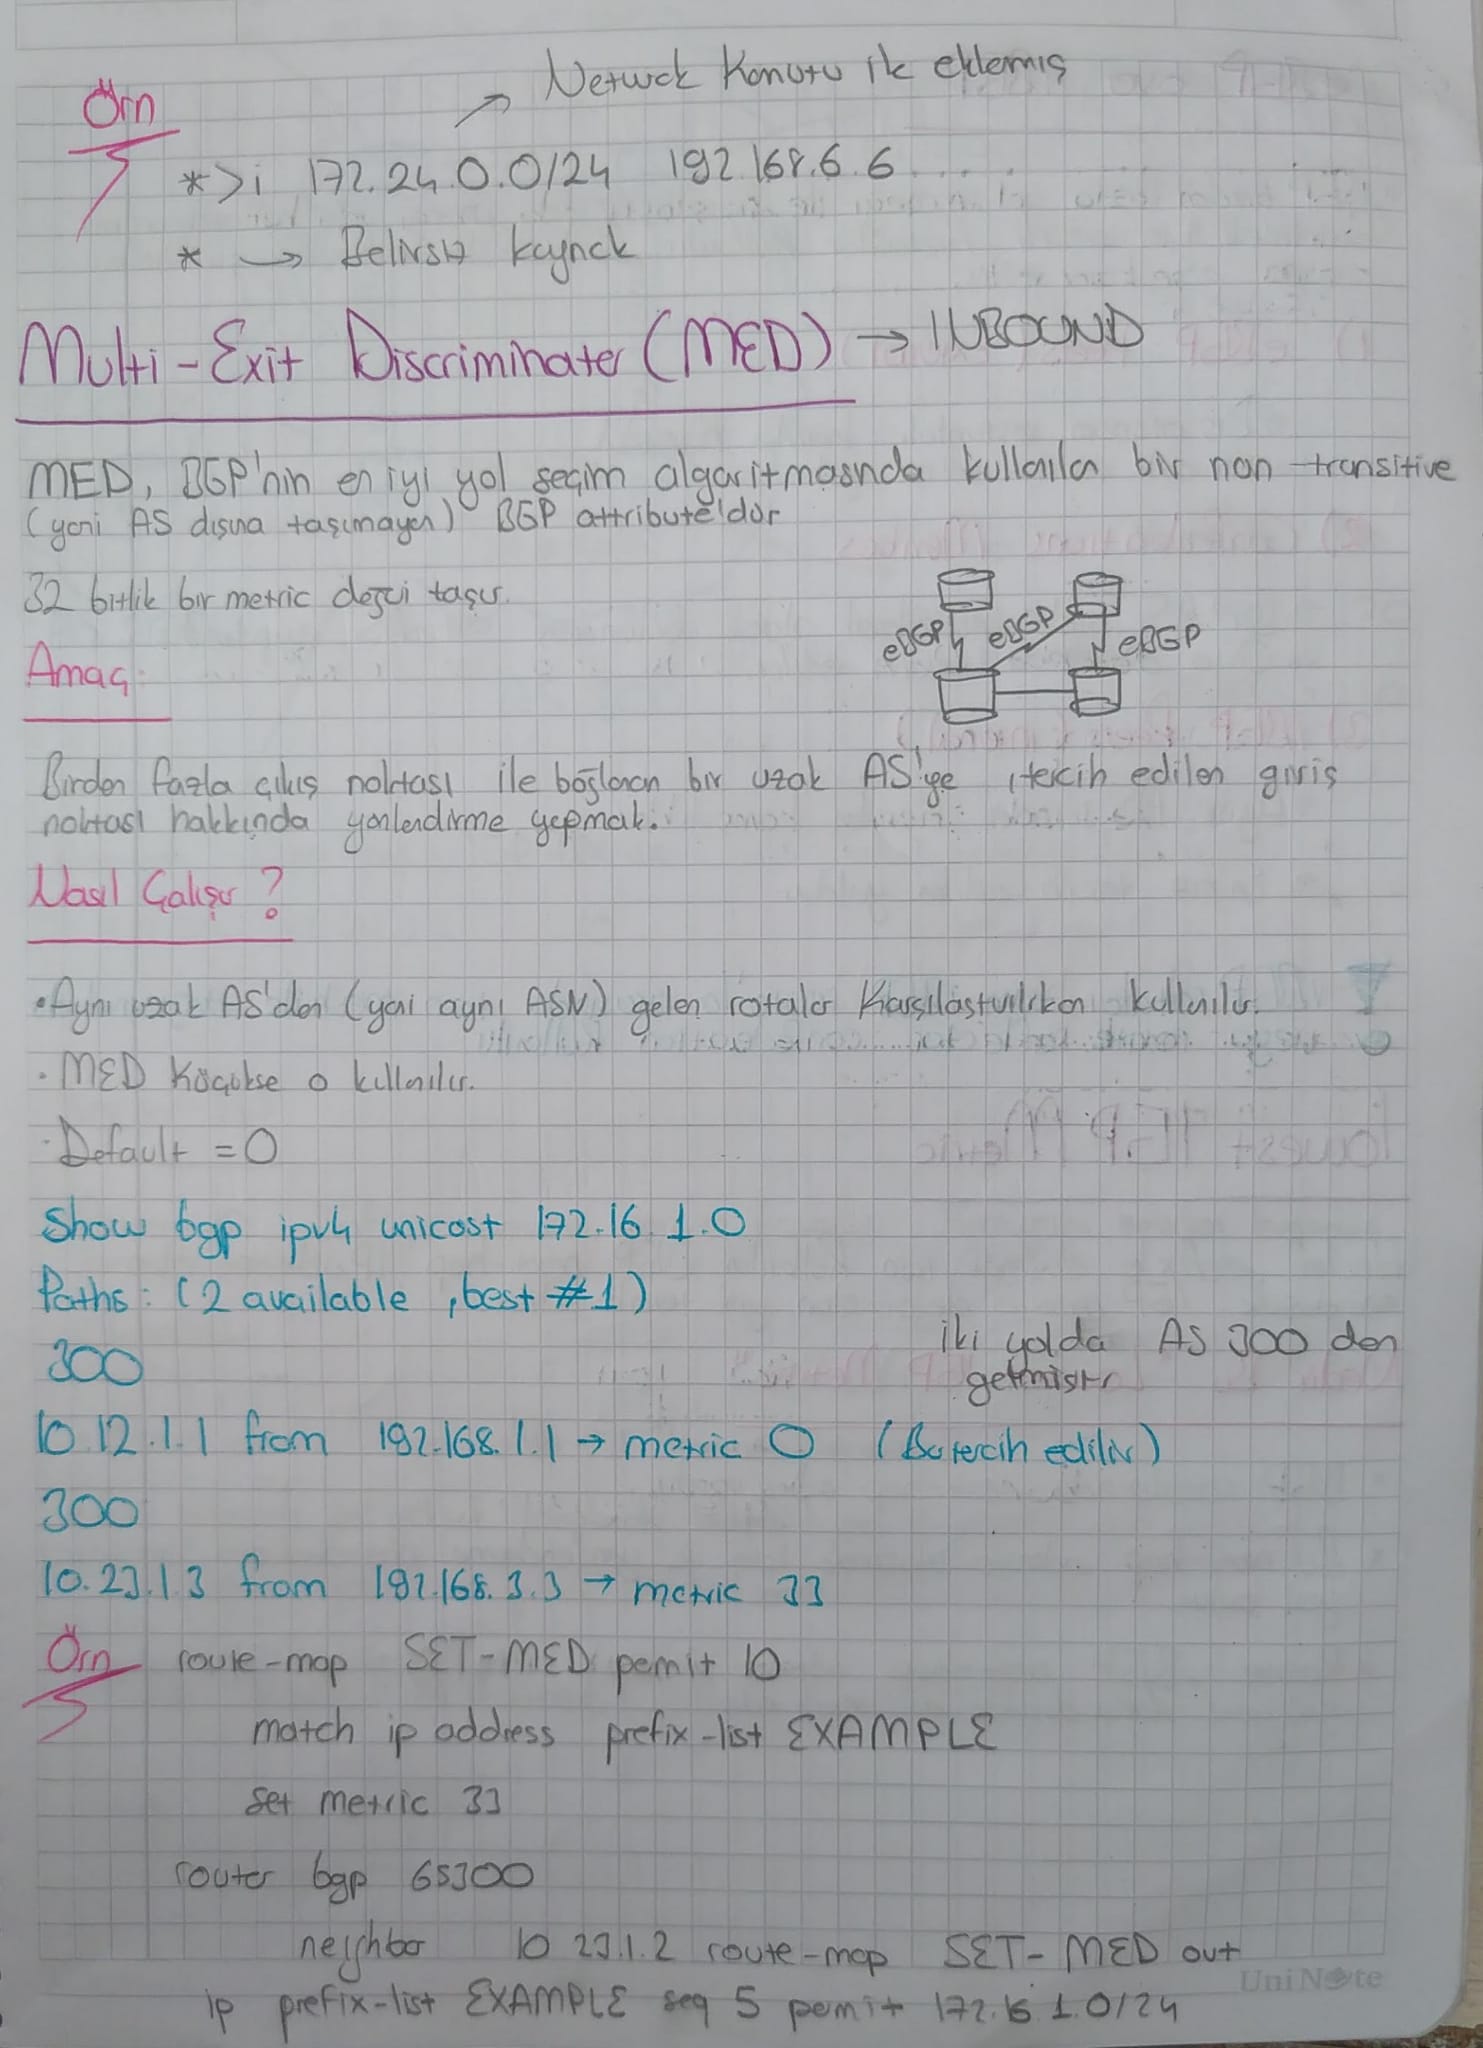 Örn
→ Network Komutu ile eklemiş
*>i 172.24.0.0/24 192.168.6.6 ....
* → Belirsiz kaynak
Multi-Exit Discriminater (MED) → INBOUND
MED, BGP'nin en iyi yol seçim algoritmasında kullanılan bir non-transitive
(yani AS dışına taşımayan) BGP attribute'dür
32 bitlik bir metric değeri taşır.
eBGP eBGP eBGP
Amaç:
Birden fazla çıkış noktası ile bağlanan bir uzak AS'ye, tercih edilen giriş
noktası hakkında yönlendirme yapmak.
Nasıl Çalışır?
• Aynı uzak AS'den (yani aynı ASN) gelen rotalar Karşılaştırılırken kullanılır.
• MED Küçükse o kullanılır.
• Default = 0
Show bgp ipv4 unicast 172.16.1.0
Paths: (2 available, best #1)
300
iki yolda AS 300 den
gelmiştir
10.12.1.1 from 192.168.1.1 → metric 0 (Bu tercih edilir)
300
10.23.1.3 from 192.168.3.3 → metric 33
Örn
route-map SET-MED pemit 10
match ip address prefix-list EXAMPLE
set metric 33
router bgp 65300
neighbor 10.23.1.2 route-map SET-MED out
ip prefix-list EXAMPLE seq 5 pemit 172.16.1.0/24
UniNote